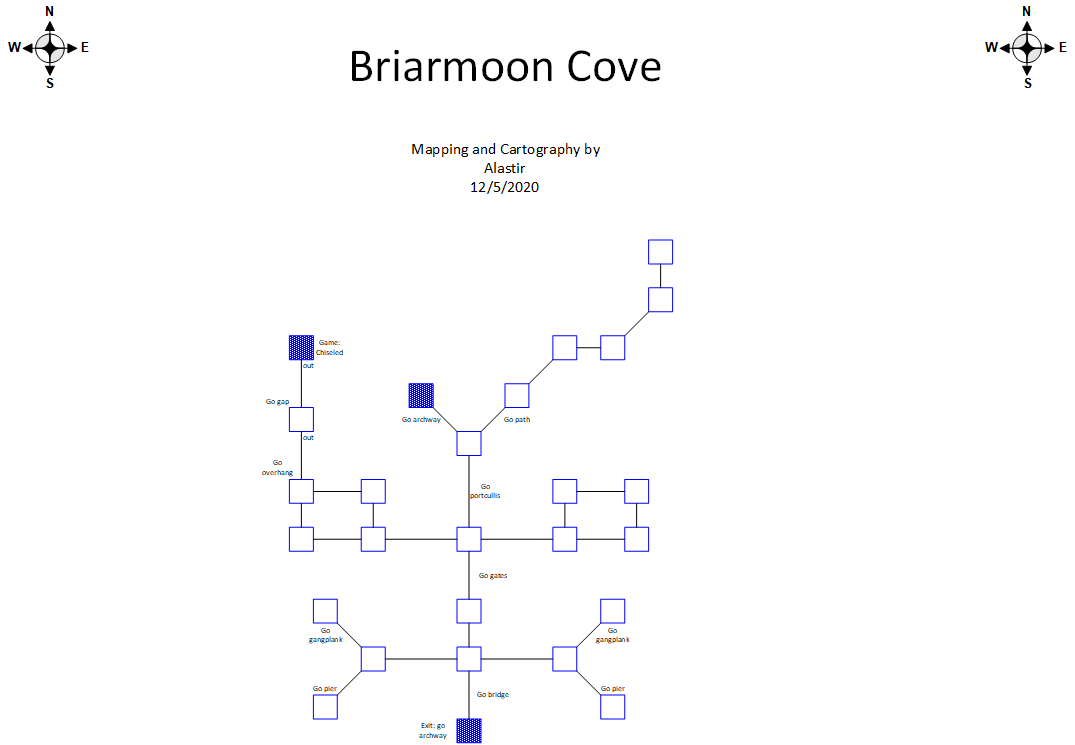 N
N
W E
W E
S
S
Briarmoon Cove
Mapping and Cartography by
Alastir
12/5/2020
Game:
Chiseled
out
Go gap
Go archway
Go path
out
Go
overhang
Go
portcullis
Go gates
Go
gangplank
Go
gangplank
Go pier
Go pier
Go bridge
Exit: go
archway